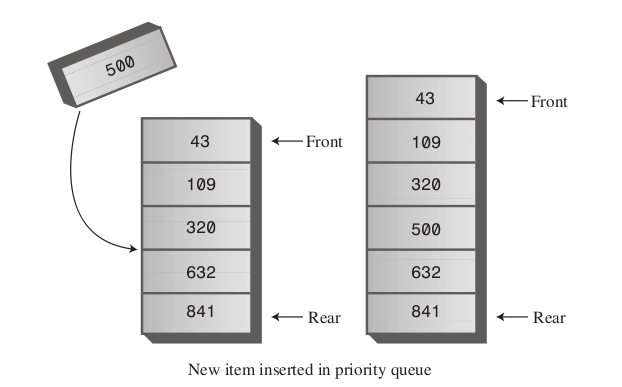 500
43
Front
109
320
632
841
Rear
43
Front
109
320
500
632
841
Rear
New item inserted in priority queue